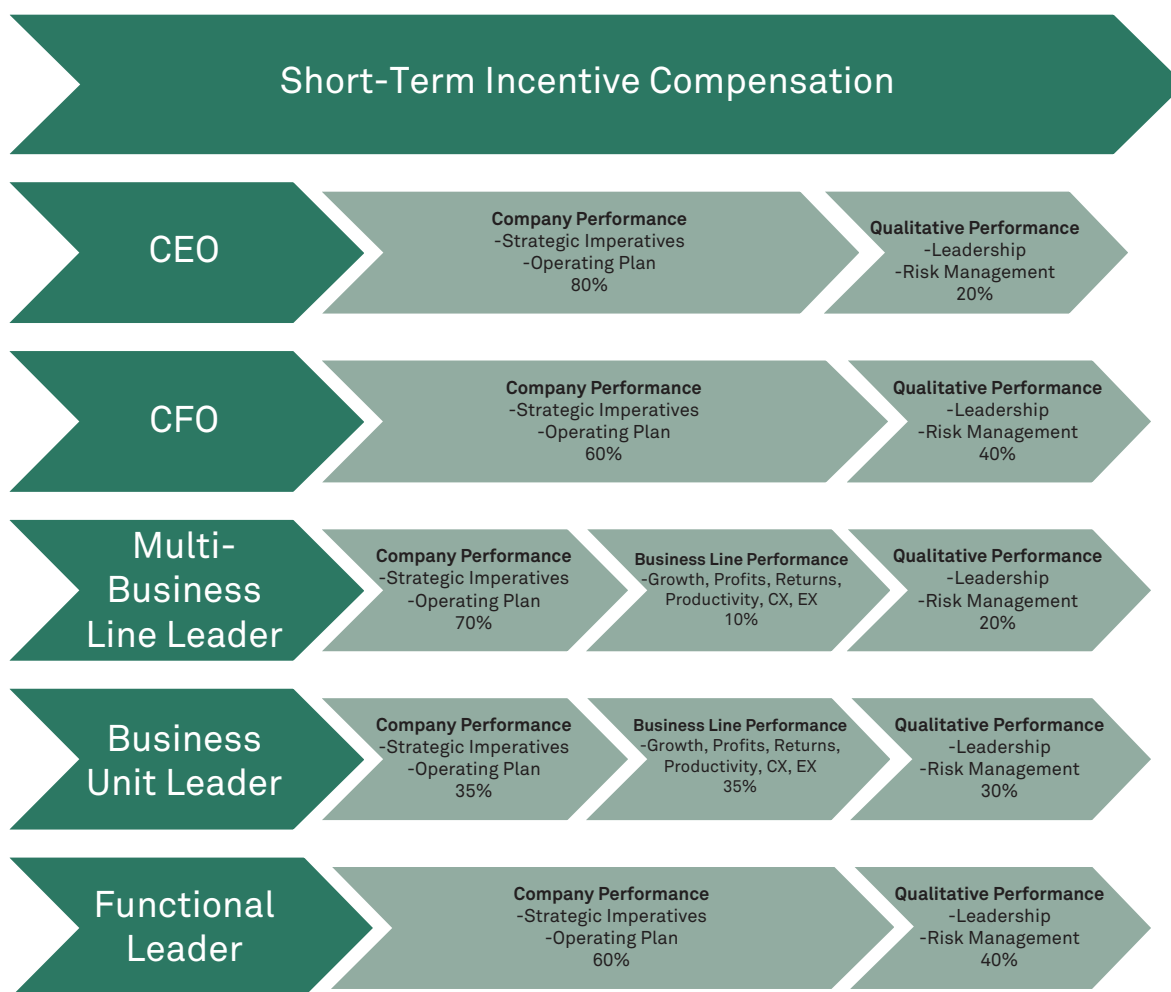 Short-Term Incentive Compensation
CEO
Company Performance
-Strategic Imperatives
-Operating Plan
80%
Qualitative Performance
-Leadership
-Risk Management
20%
CFO
Company Performance
-Strategic Imperatives
-Operating Plan
60%
Qualitative Performance
-Leadership
-Risk Management
40%
Multi-
Business
Line Leader
Company Performance
-Strategic Imperatives
-Operating Plan
70%
Business Line Performance
-Growth, Profits, Returns,
Productivity, CX, EX
10%
Qualitative Performance
-Leadership
-Risk Management
20%
Business
Unit Leader
Company Performance
-Strategic Imperatives
-Operating Plan
35%
Business Line Performance
-Growth, Profits, Returns,
Productivity, CX, EX
35%
Qualitative Performance
-Leadership
-Risk Management
30%
Functional
Leader
Company Performance
-Strategic Imperatives
-Operating Plan
60%
Qualitative Performance
-Leadership
-Risk Management
40%